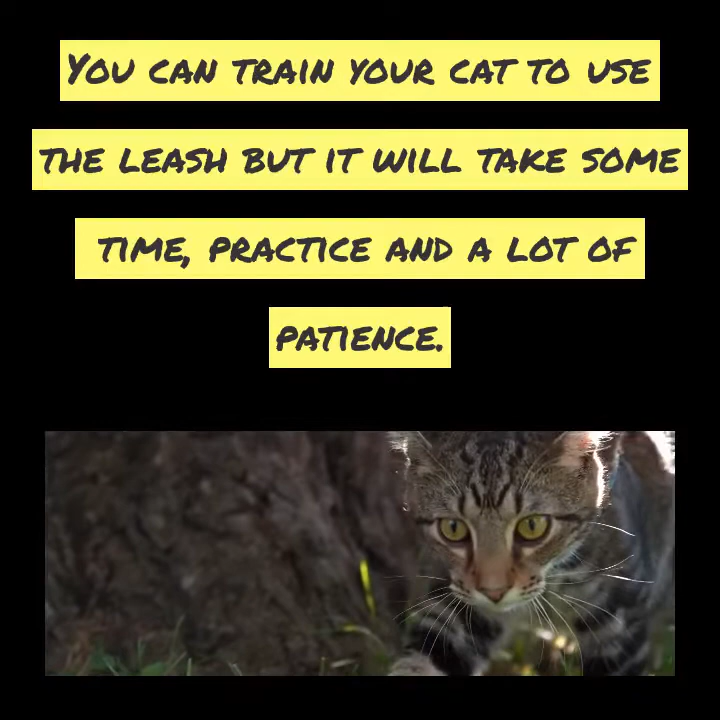 You can train your cat to use
the leash but it will take some
time, practice and a lot of
patience.